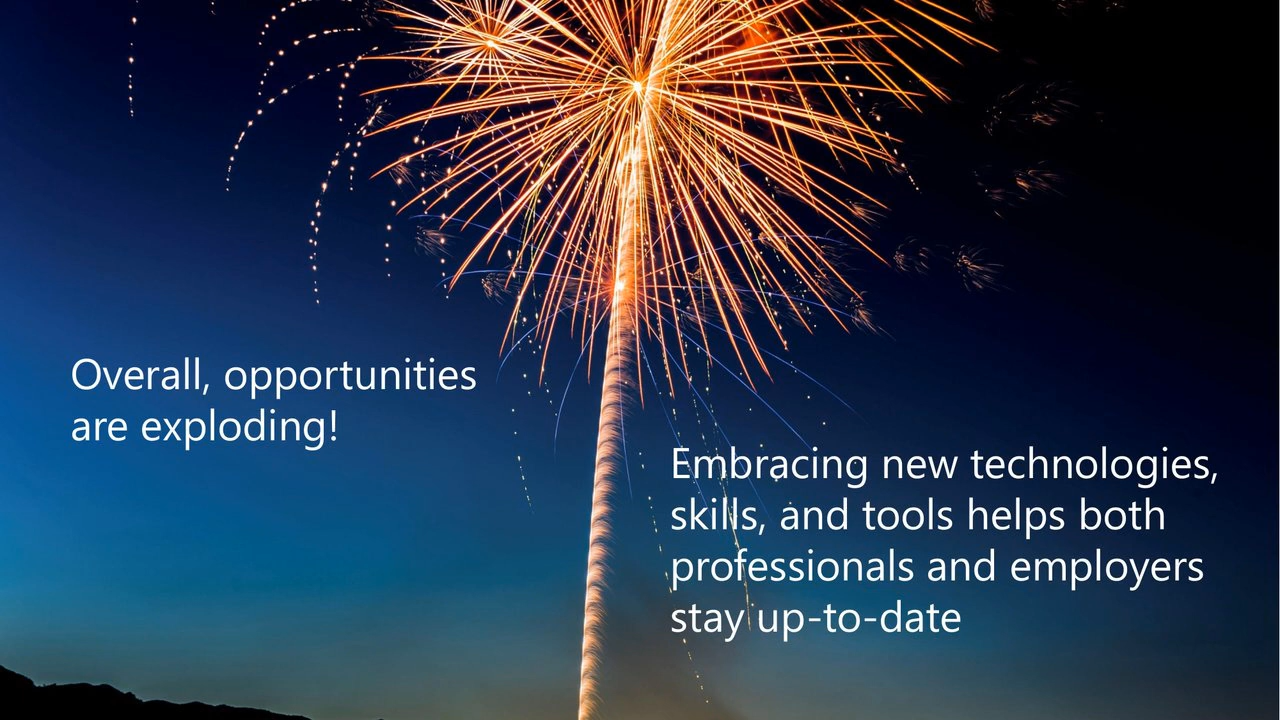 Overall, opportunities
are exploding!
Embracing new technologies,
skills, and tools helps both
professionals and employers
stay up-to-date